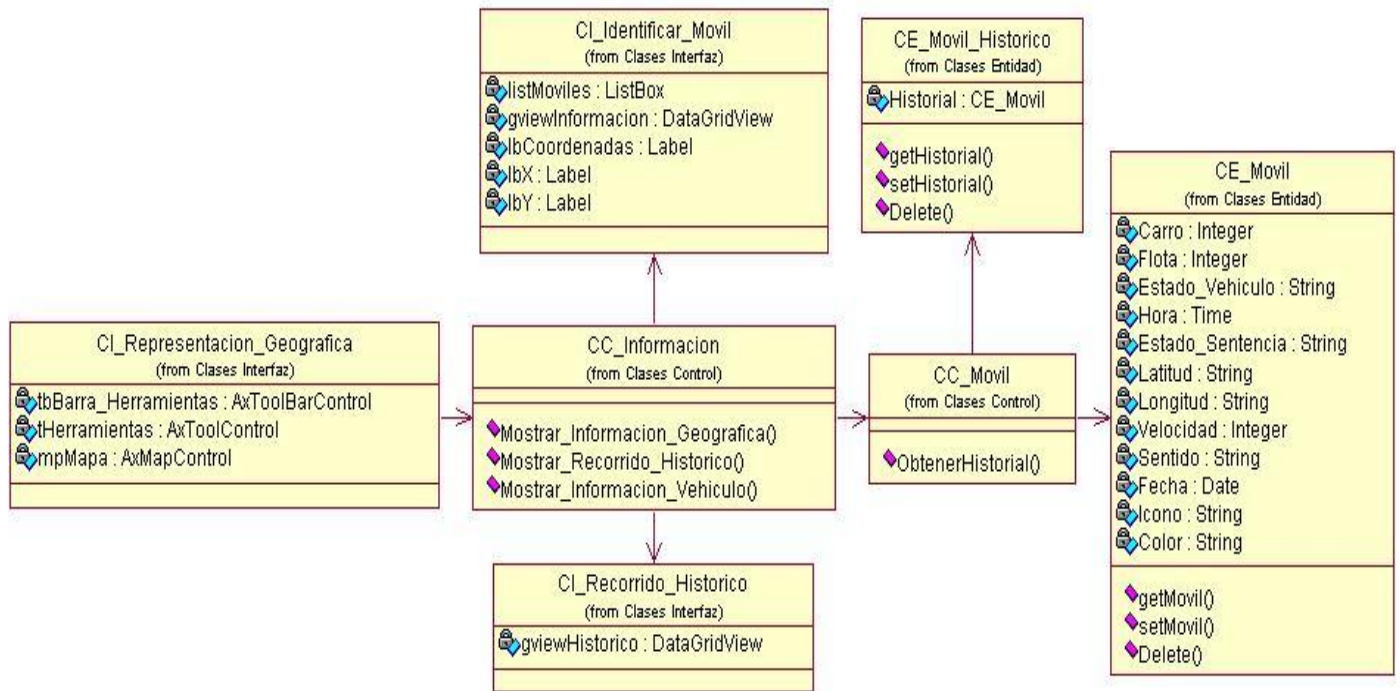 CI_Identificar_Movil
(from Clases Interfaz)
listMoviles : ListBox
gviewInformacion : DataGridView
lbCoordenadas : Label
lbX : Label
lbY : Label
CE_Movil_Historico
(from Clases Entidad)
Historial : CE_Movil
getHistorial()
setHistorial()
Delete()
CE_Movil
(from Clases Entidad)
Carro : Integer
Flota : Integer
Estado_Vehiculo : String
Hora : Time
Estado_Sentencia : String
Latitud : String
Longitud : String
Velocidad : Integer
Sentido : String
Fecha : Date
Icono : String
Color : String
getMovil()
setMovil()
Delete()
CI_Representacion_Geografica
(from Clases Interfaz)
tbBarra_Herramientas : AxToolBarControl
tHerramientas : AxToolControl
mpMapa : AxMapControl
CC_Informacion
(from Clases Control)
Mostrar_Informacion_Geografica()
Mostrar_Recorrido_Historico()
Mostrar_Informacion_Vehiculo()
CC_Movil
(from Clases Control)
ObtenerHistorial()
CI_Recorrido_Historico
(from Clases Interfaz)
gviewHistorico : DataGridView